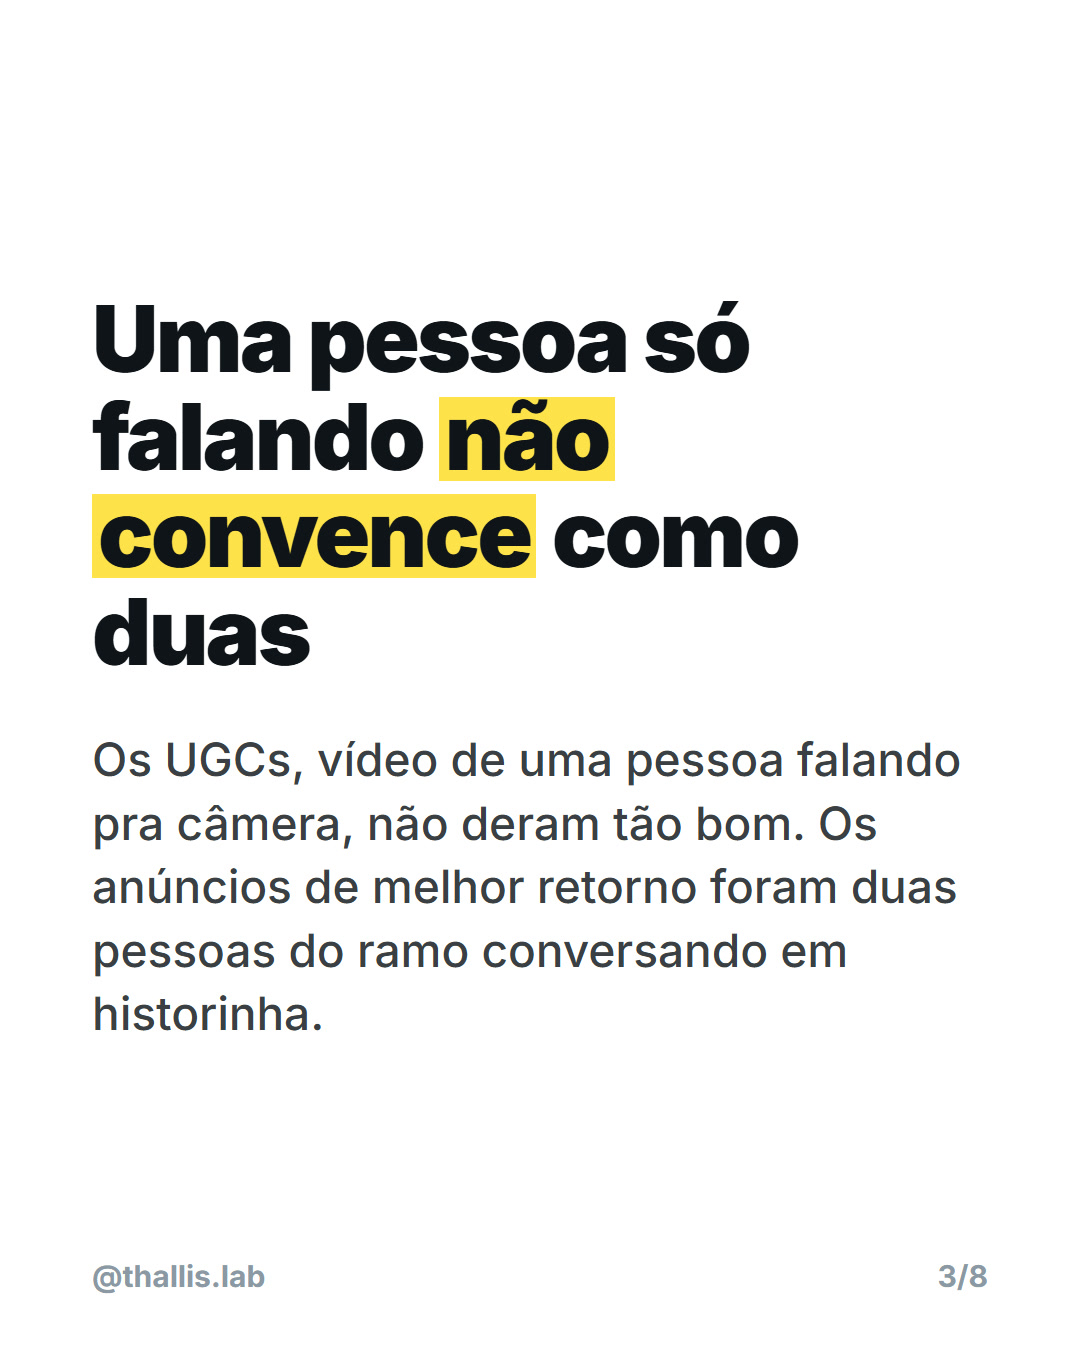 Uma pessoa só
falando não
convence como
duas
Os UGCs, vídeo de uma pessoa falando
pra câmera, não deram tão bom. Os
anúncios de melhor retorno foram duas
pessoas do ramo conversando em
historinha.
@thallis.lab
3/8